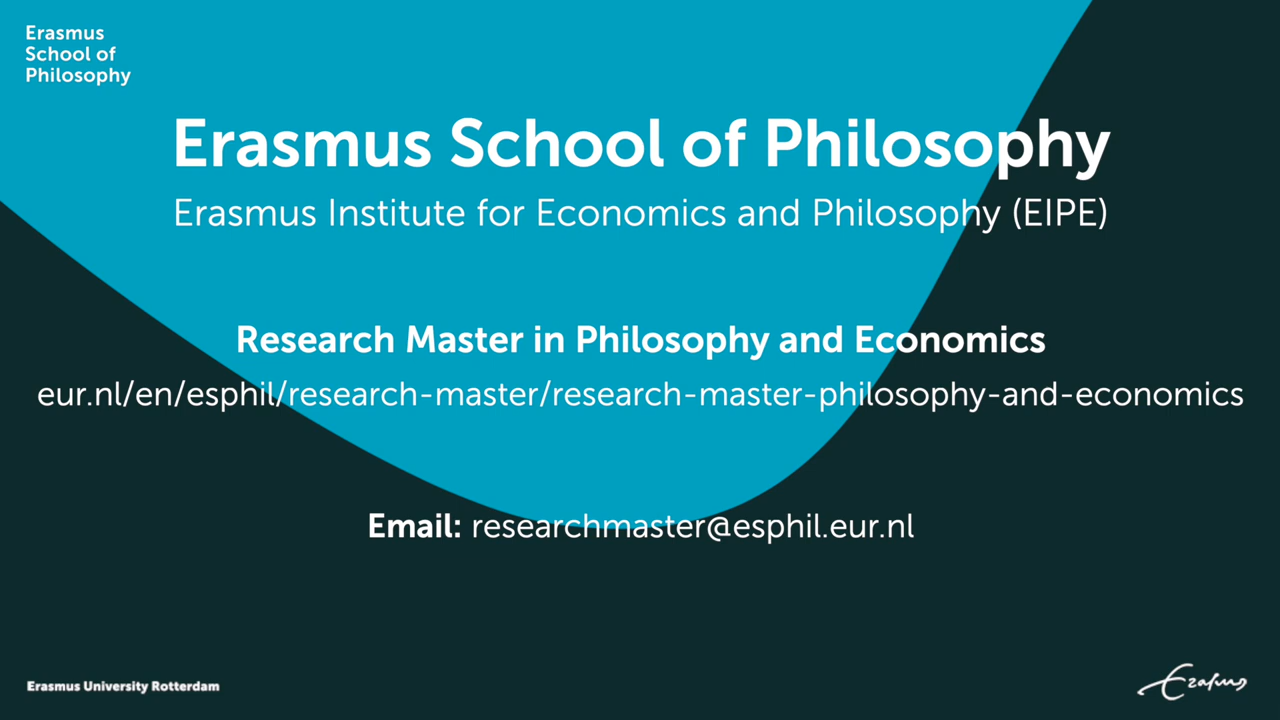 Erasmus
School of
Philosophy
Erasmus School of Philosophy
Erasmus Institute for Economics and Philosophy (EIPE)
Research Master in Philosophy and Economics
eur.nl/en/esphil/research-master/research-master-philosophy-and-economics
Email: researchmaster@esphil.eur.nl
Erasmus University Rotterdam
Erasmus